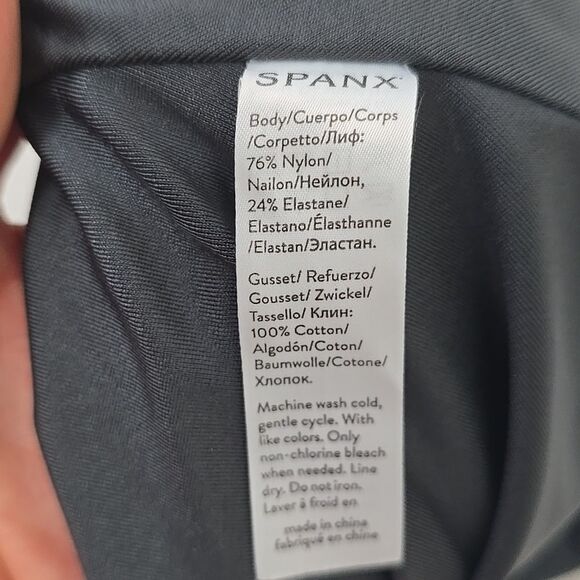 SPANX
Body/Cuerpo/Corps
/Corpetto/Лиф:
76% Nylon/
Nailon/Нейлон,
24% Elastane/
Elastano/Élasthanne
/Elastan/Эластан.
Gusset/ Refuerzo/
Gousset/ Zwickel/
Tassello/ Клин:
100% Cotton/
Algodón/Coton/
Baumwolle/Cotone/
Хлопок.
Machine wash cold,
gentle cycle. With
like colors. Only
non-chlorine bleach
when needed. Line
dry. Do not iron.
Laver à froid en
made in china
fabriqué en china